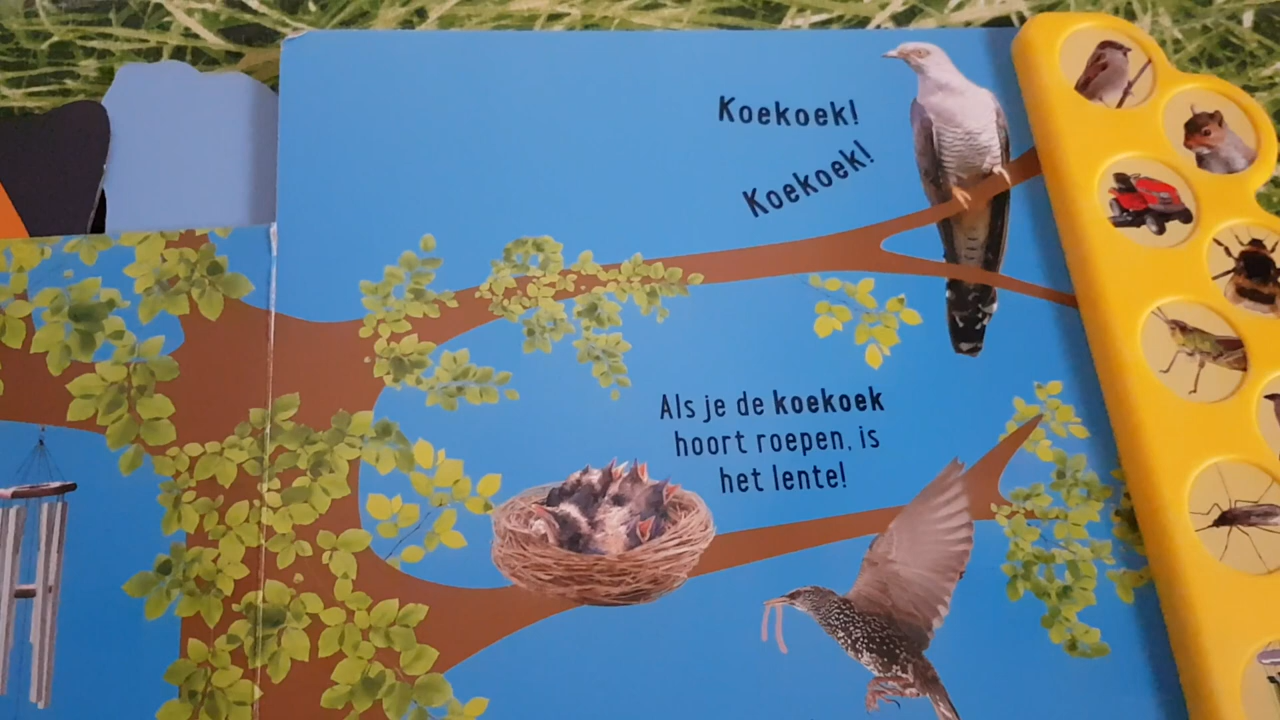 Koekoek!
Koekoek!
Als je de koekoek
hoort roepen, is
het lente!